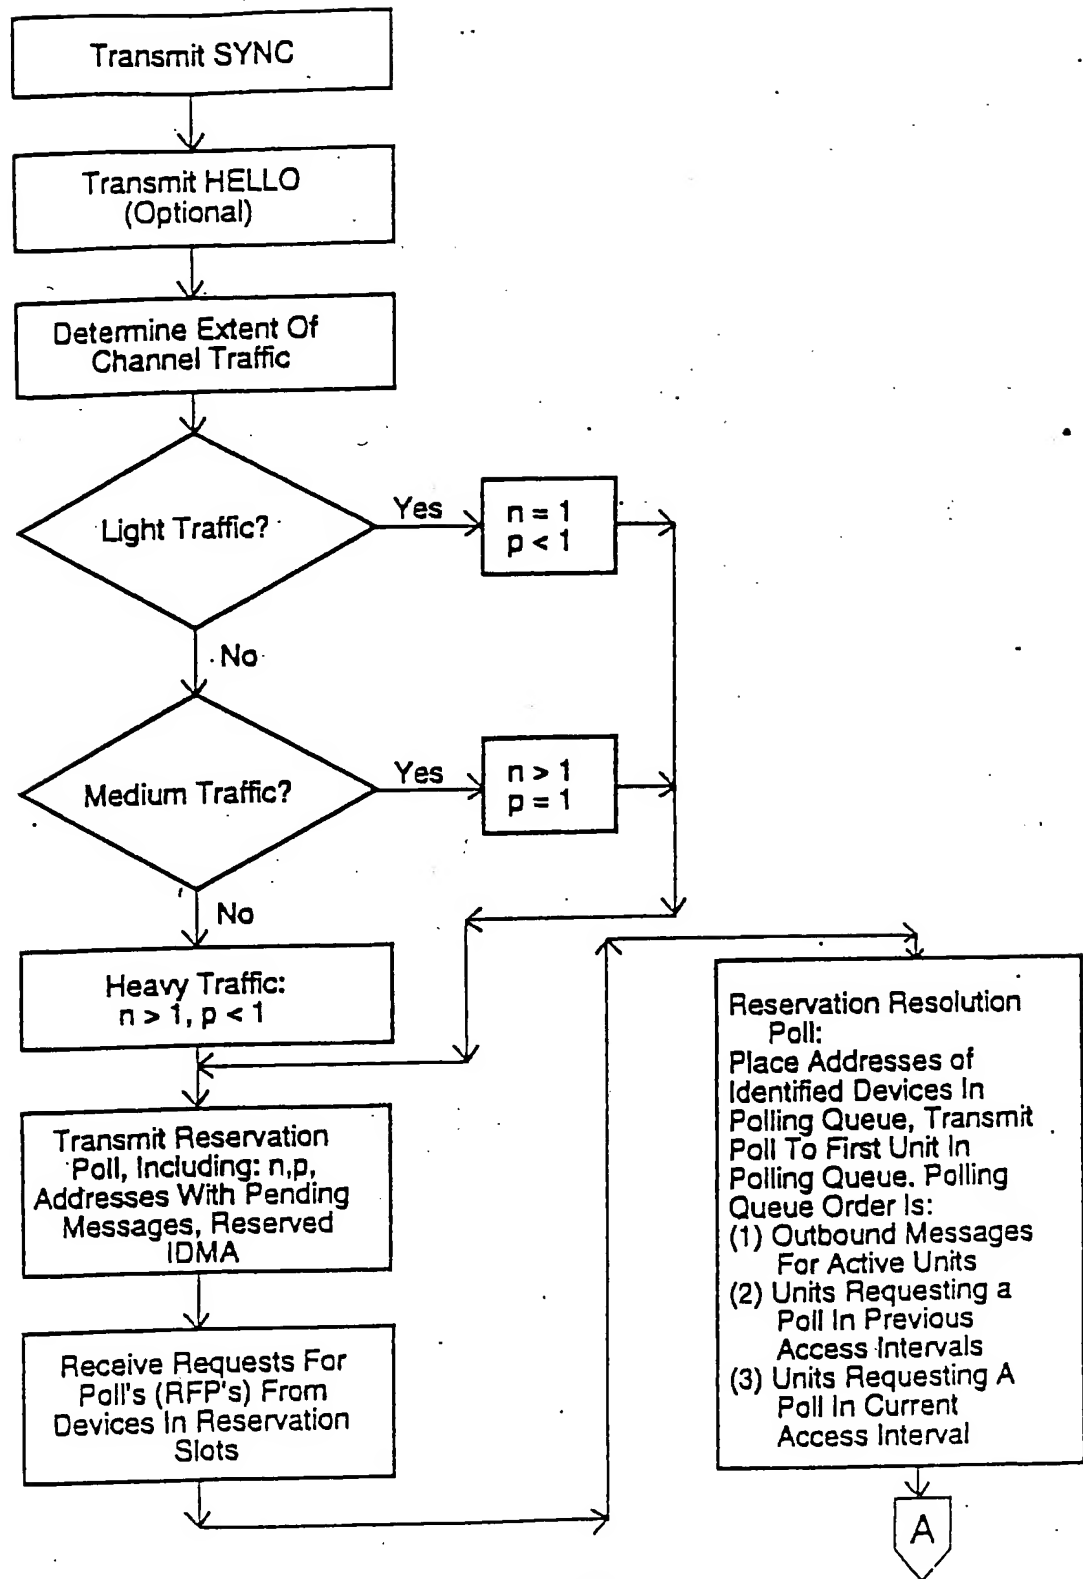 Transmit SYNC
Transmit HELLO
(Optional)
Determine Extent Of
Channel Traffic
Light Traffic?
Yes
n = 1
p < 1
No
Medium Traffic?
Yes
n > 1
p = 1
No
Heavy Traffic:
n > 1, p < 1
Transmit Reservation
Poll, Including: n,p,
Addresses With Pending
Messages, Reserved
IDMA
Receive Requests For
Poll's (RFP's) From
Devices In Reservation
Slots
Reservation Resolution
Poll:
Place Addresses of
Identified Devices In
Polling Queue, Transmit
Poll To First Unit In
Polling Queue. Polling
Queue Order Is:
(1) Outbound Messages
For Active Units
(2) Units Requesting a
Poll In Previous
Access Intervals
(3) Units Requesting A
Poll In Current
Access Interval
A